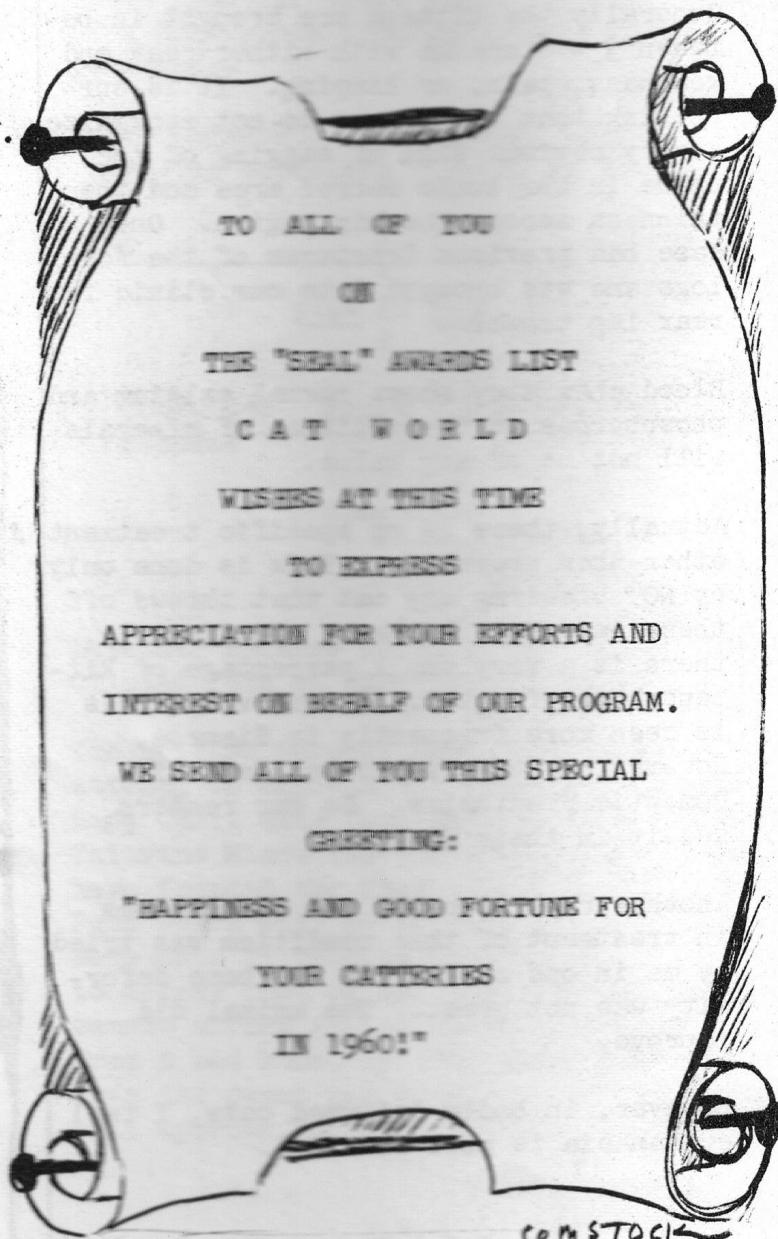 TO ALL OF YOU
ON
THE "SEAL" AWARDS LIST
C A T   W O R L D
WISHES AT THIS TIME
TO EXPRESS
APPRECIATION FOR YOUR EFFORTS AND
INTEREST ON BEHALF OF OUR PROGRAM.
WE SEND ALL OF YOU THIS SPECIAL
GREETING:
"HAPPINESS AND GOOD FORTUNE FOR
YOUR CATTERIES
IN 1960!"
COMSTOCK